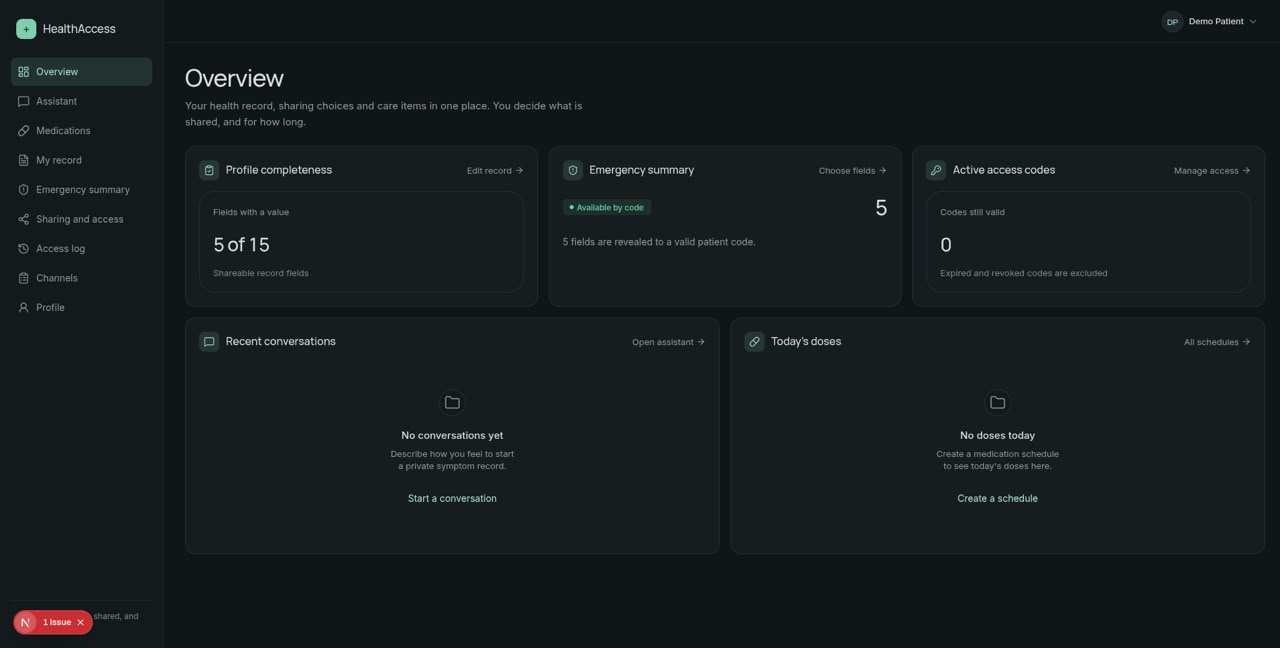 + HealthAccess
DP Demo Patient
Overview
Assistant
Medications
My record
Emergency summary
Sharing and access
Access log
Channels
Profile
N 1 Issue
shared, and
Overview
Your health record, sharing choices and care items in one place. You decide what is
shared, and for how long.
Profile completeness
Edit record →
Fields with a value
5 of 15
Shareable record fields
Emergency summary
Choose fields →
Available by code
5
5 fields are revealed to a valid patient code.
Active access codes
Manage access →
Codes still valid
0
Expired and revoked codes are excluded
Recent conversations
Open assistant →
No conversations yet
Describe how you feel to start
a private symptom record.
Start a conversation
Today's doses
All schedules →
No doses today
Create a medication schedule
to see today's doses here.
Create a schedule